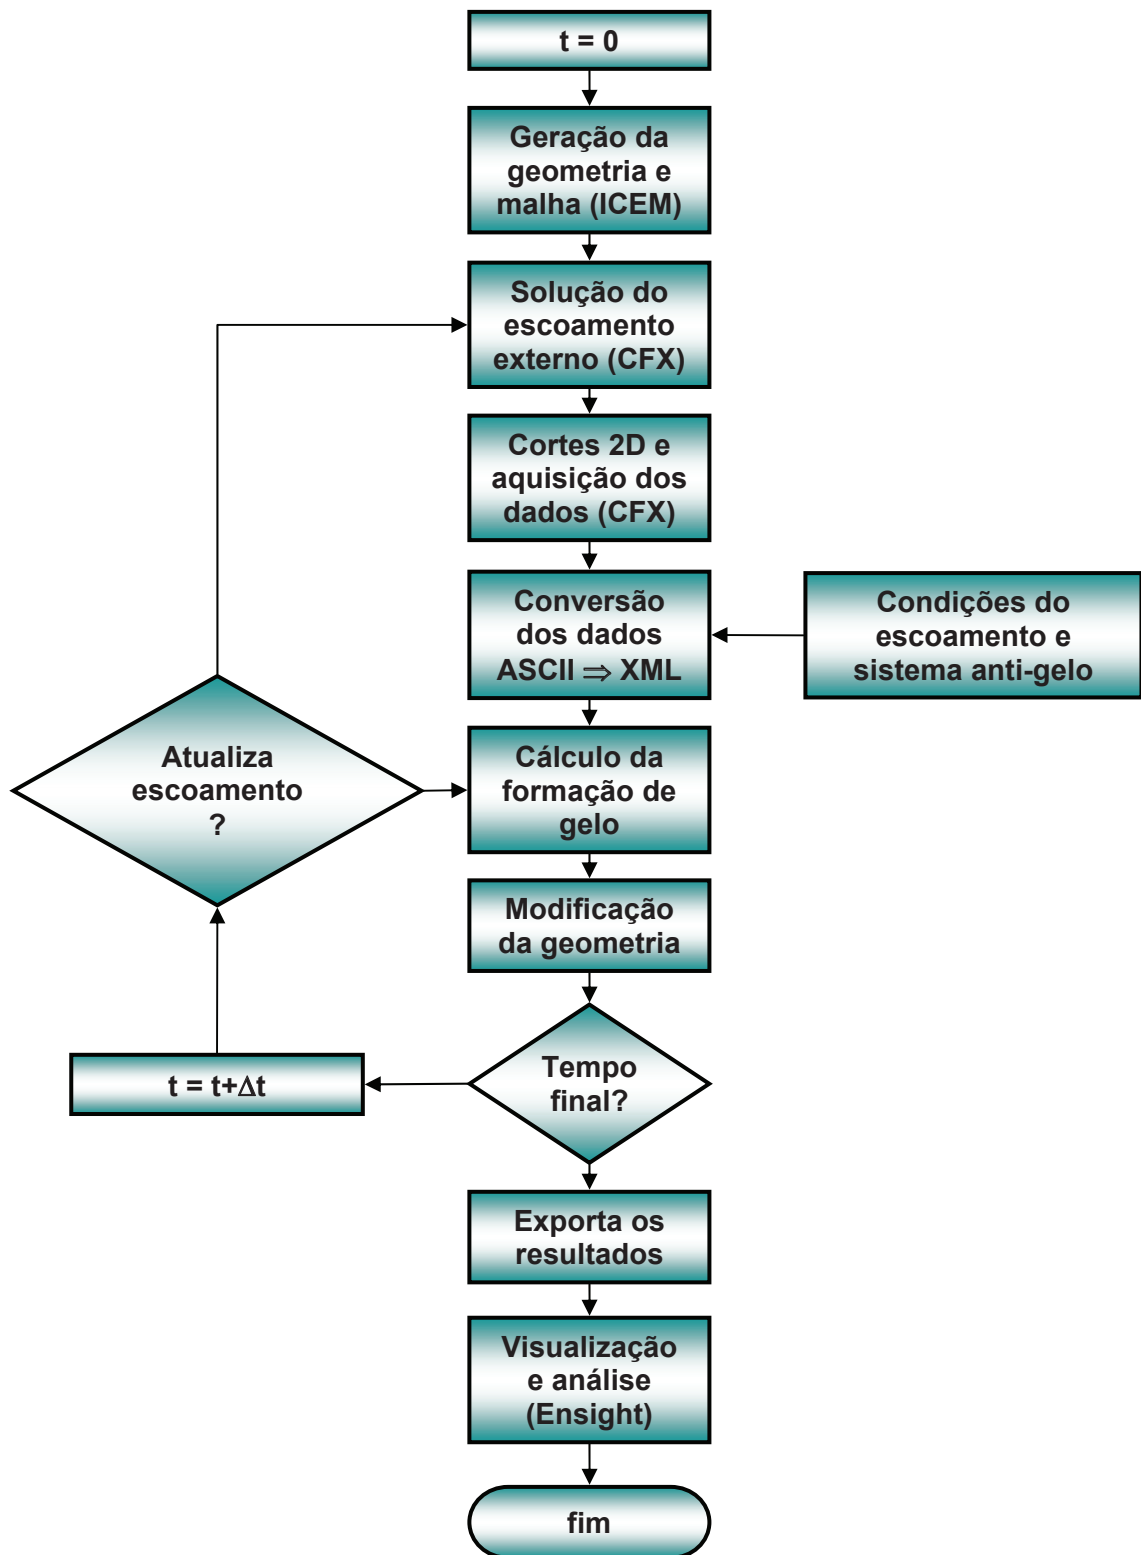 t = 0
Geração da
geometria e
malha (ICEM)
Solução do
escoamento
externo (CFX)
Cortes 2D e
aquisição dos
dados (CFX)
Conversão
dos dados
ASCII ⇒ XML
Condições do
escoamento e
sistema anti-gelo
Atualiza
escoamento
?
Cálculo da
formação de
gelo
Modificação
da geometria
Tempo
final?
t = t+Δt
Exporta os
resultados
Visualização
e análise
(Ensight)
fim